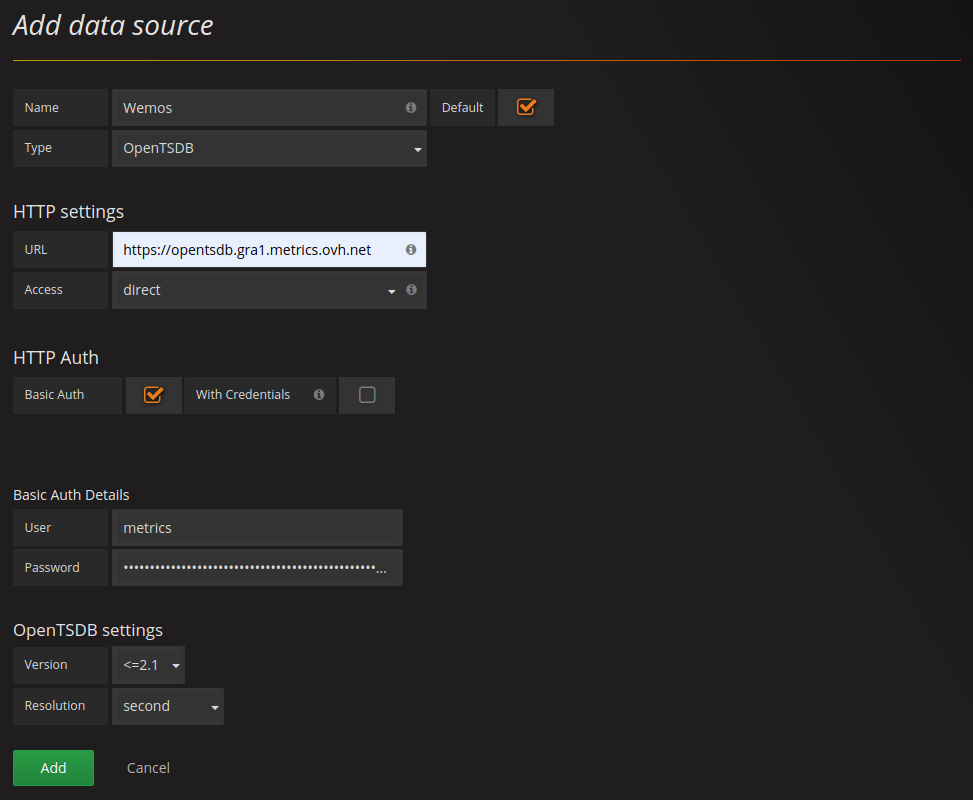 Add data source
Name Wemos Default
Type OpenTSDB
HTTP settings
URL https://opentsdb.gra1.metrics.ovh.net
Access direct
HTTP Auth
Basic Auth With Credentials
Basic Auth Details
User metrics
Password ••••••••••••••••••••••••••••••••••••••••••••••••...
OpenTSDB settings
Version <=2.1
Resolution second
Add Cancel